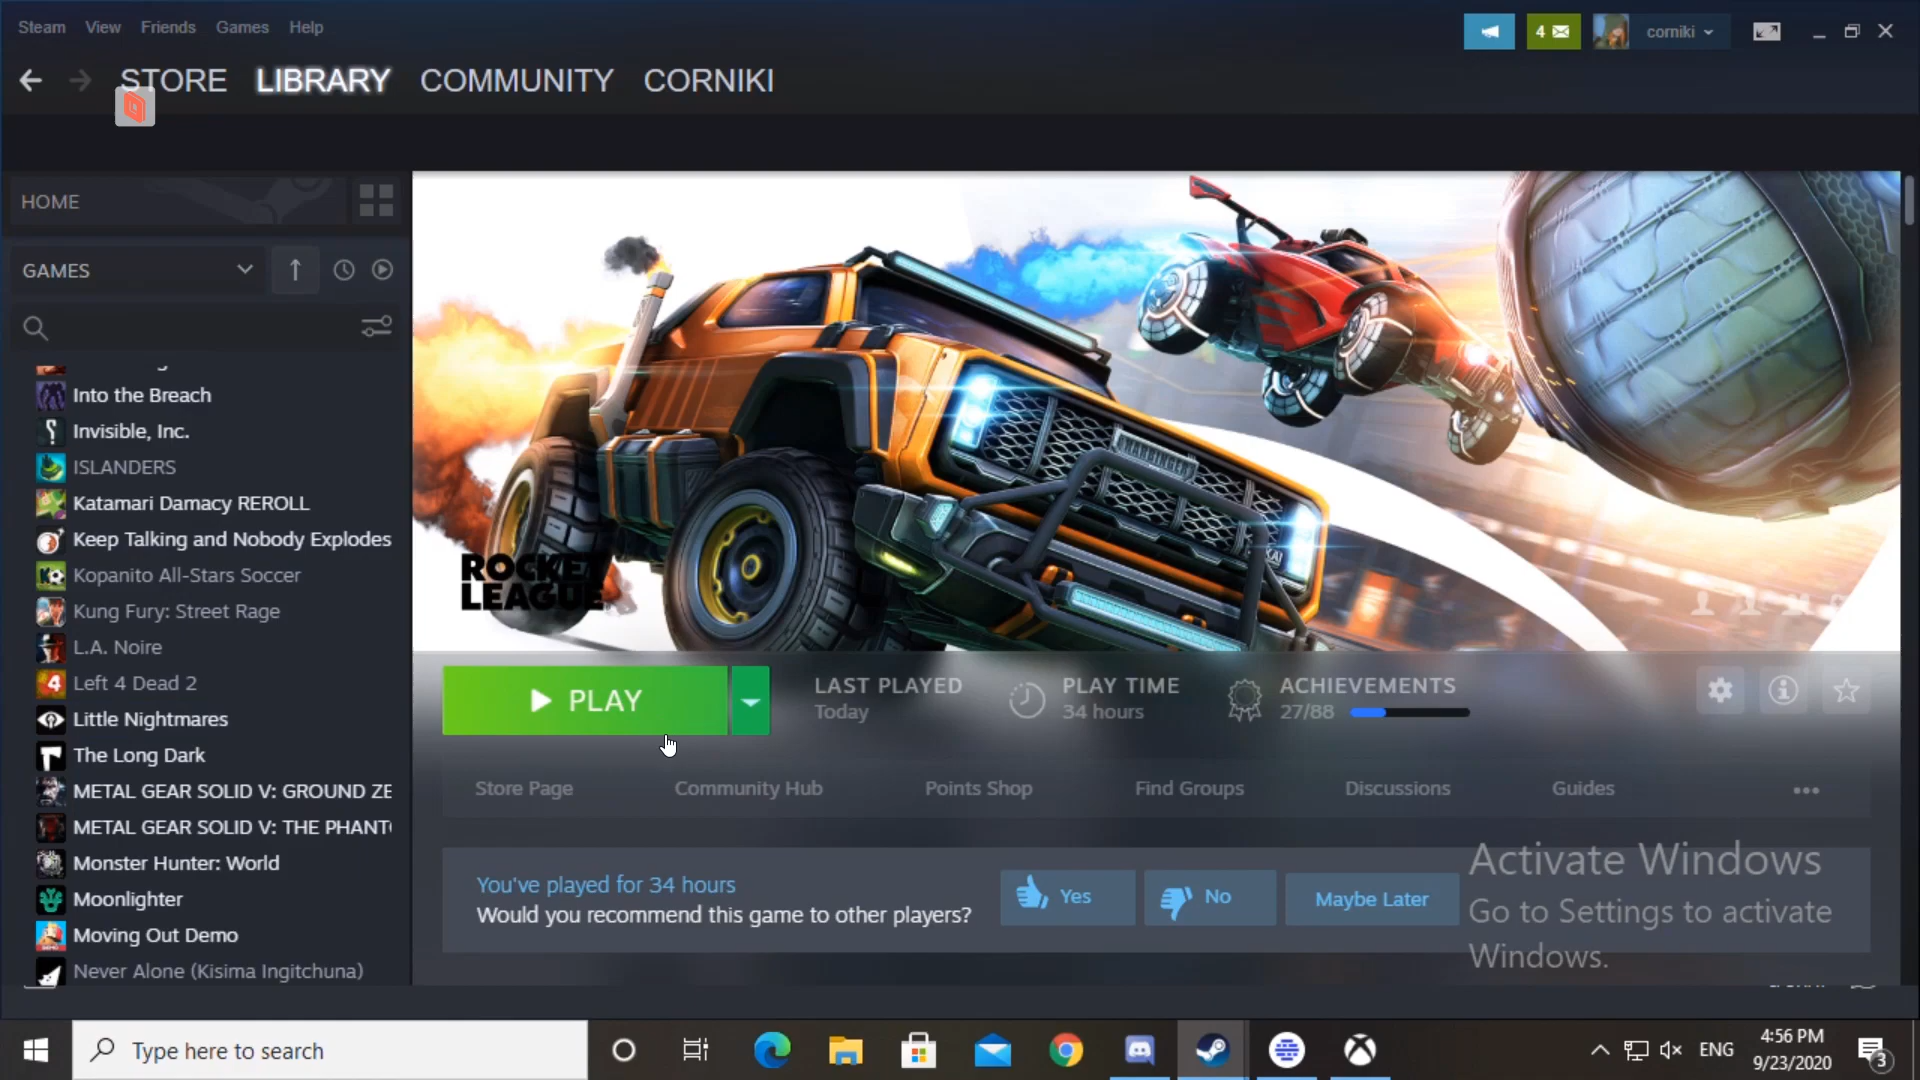 Steam View Friends Games Help
4
corniki
STORE LIBRARY COMMUNITY CORNIKI
HOME
GAMES
Into the Breach
Invisible, Inc.
ISLANDERS
Katamari Damacy REROLL
Keep Talking and Nobody Explodes
Kopanito All-Stars Soccer
Kung Fury: Street Rage
L.A. Noire
Left 4 Dead 2
Little Nightmares
The Long Dark
METAL GEAR SOLID V: GROUND ZE
METAL GEAR SOLID V: THE PHANT
Monster Hunter: World
Moonlighter
Moving Out Demo
Never Alone (Kisima Ingitchuna)
HARBINGER
ROCKET
LEAGUE
PLAY
LAST PLAYED
Today
PLAY TIME
34 hours
ACHIEVEMENTS
27/88
Store Page Community Hub Points Shop Find Groups Discussions Guides
You've played for 34 hours
Would you recommend this game to other players?
Yes
No
Maybe Later
Activate Windows
Go to Settings to activate
Windows.
Type here to search
ENG
4:56 PM
9/23/2020
3